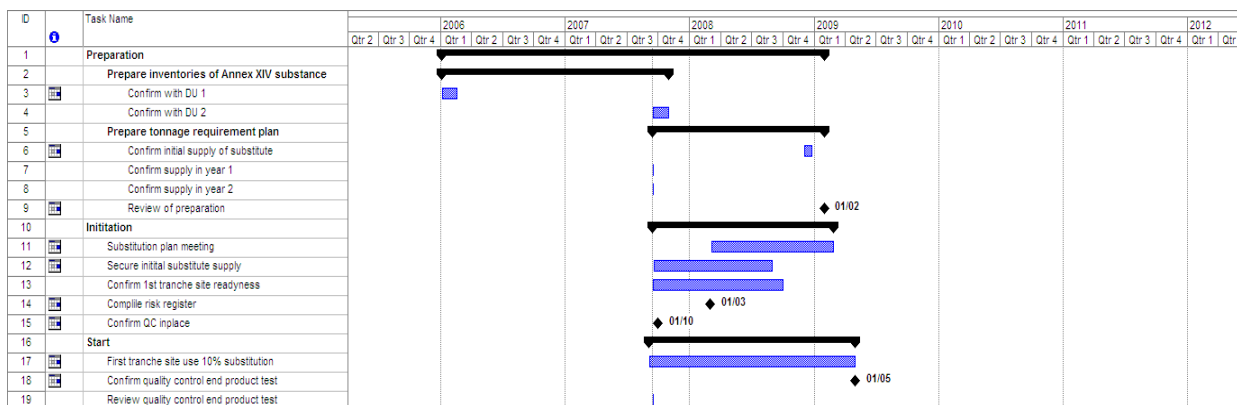 ID Task Name 2006 2007 2008 2009 2010 2011 2012
Qtr 2 Qtr 3 Qtr 4 Qtr 1 Qtr 2 Qtr 3 Qtr 4 Qtr 1 Qtr 2 Qtr 3 Qtr 4 Qtr 1 Qtr 2 Qtr 3 Qtr 4 Qtr 1 Qtr 2 Qtr 3 Qtr 4 Qtr 1 Qtr 2 Qtr 3 Qtr 4 Qtr 1 Qtr 2 Qtr 3 Qtr 4 Qtr 1 Qtr
1 Preparation
2 Prepare inventories of Annex XIV substance
3 Confirm with DU 1
4 Confirm with DU 2
5 Prepare tonnage requirement plan
6 Confirm initial supply of substitute
7 Confirm supply in year 1
8 Confirm supply in year 2
9 Review of preparation 01/02
10 Inititation
11 Substitution plan meeting
12 Secure initital substitute supply
13 Confirm 1st tranche site readyness
14 Complile risk register 01/03
15 Confirm QC inplace 01/10
16 Start
17 First tranche site use 10% substitution
18 Confirm quality control end product test 01/05
19 Review quality control end product test